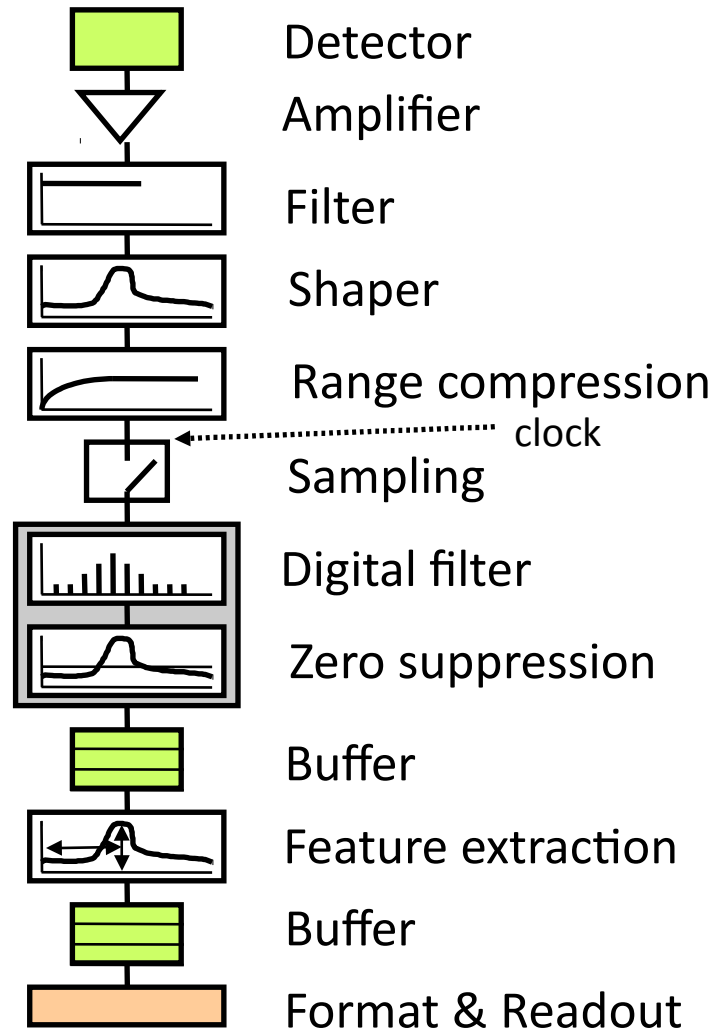 Detector
Amplifier
Filter
Shaper
Range compression
clock
Sampling
Digital filter
Zero suppression
Buffer
Feature extraction
Buffer
Format & Readout